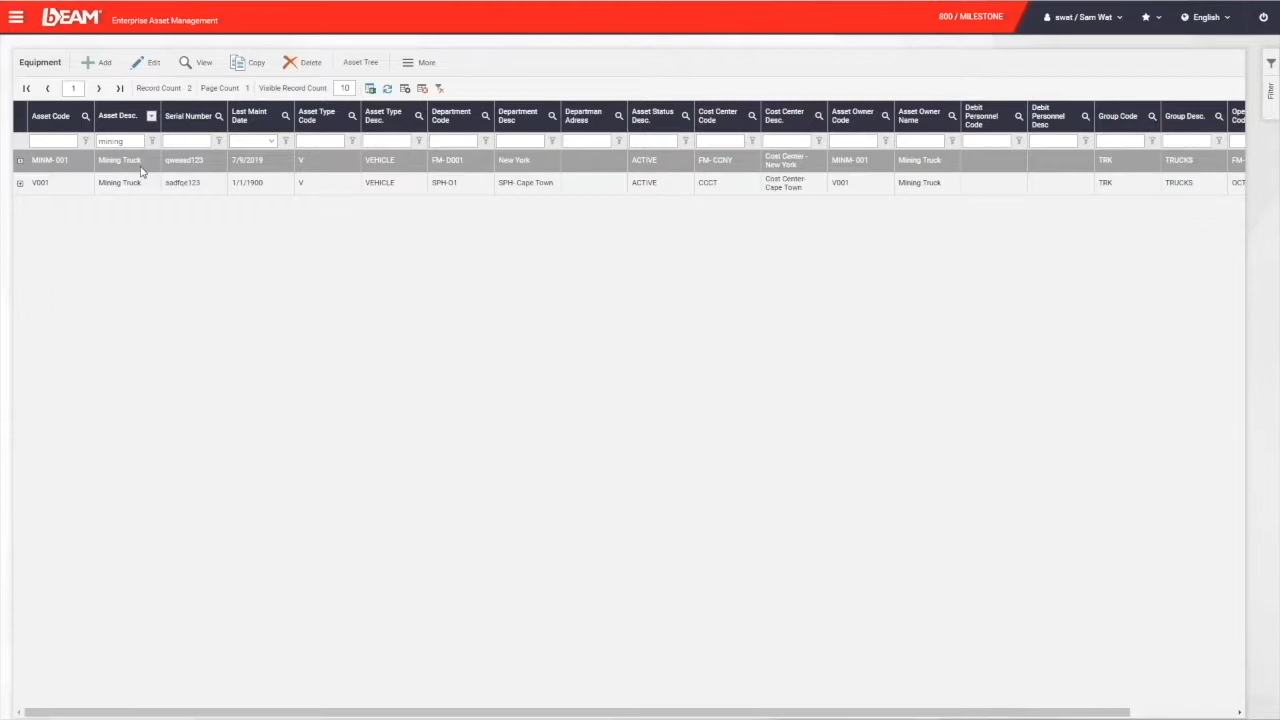 bEAM® Enterprise Asset Management 800 / MILESTONE swat / Sam Wat English
Equipment Add Edit View Copy Delete Asset Tree More
1 Record Count 2 Page Count 1 Visible Record Count 10
Asset Code Asset Desc. Serial Number Last Maint Date Asset Type Code Asset Type Desc. Department Code Department Desc Departman Adress Asset Status Desc. Cost Center Code Cost Center Desc. Asset Owner Code Asset Owner Name Debit Personnel Code Debit Personnel Desc Group Code Group Desc. Ope Code
mining
MINM- 001 Mining Truck qweasd123 7/9/2019 V VEHICLE FM- D001 New York ACTIVE FM- CCNY Cost Center - New York MINM- 001 Mining Truck TRK TRUCKS FM-
V001 Mining Truck aadfqe123 1/1/1900 V VEHICLE SPH-O1 SPH- Cape Town ACTIVE CCCT Cost Center- Cape Town V001 Mining Truck TRK TRUCKS OCT
Filter